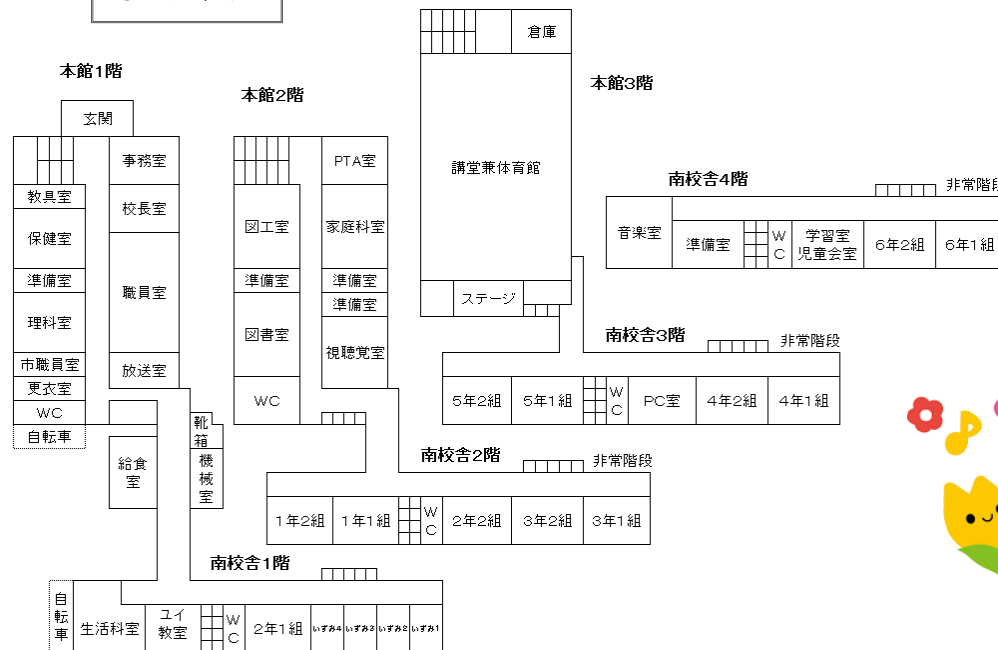 本館1階
玄関
事務室
教具室
校長室
保健室
職員室
準備室
理科室
市職員室
放送室
更衣室
WC
自転車
靴箱
給食室
機械室
本館2階
PTA室
図工室
家庭科室
準備室
準備室
準備室
図書室
視聴覚室
WC
本館3階
倉庫
講堂兼体育館
ステージ
南校舎4階
非常階段
音楽室
準備室
WC
学習室
児童会室
6年2組
6年1組
南校舎3階
非常階段
5年2組
5年1組
WC
PC室
4年2組
4年1組
南校舎2階
非常階段
1年2組
1年1組
WC
2年2組
3年2組
3年1組
南校舎1階
自転車
生活科室
ユイ
教室
WC
2年1組
いずみ4
いずみ3
いずみ2
いずみ1